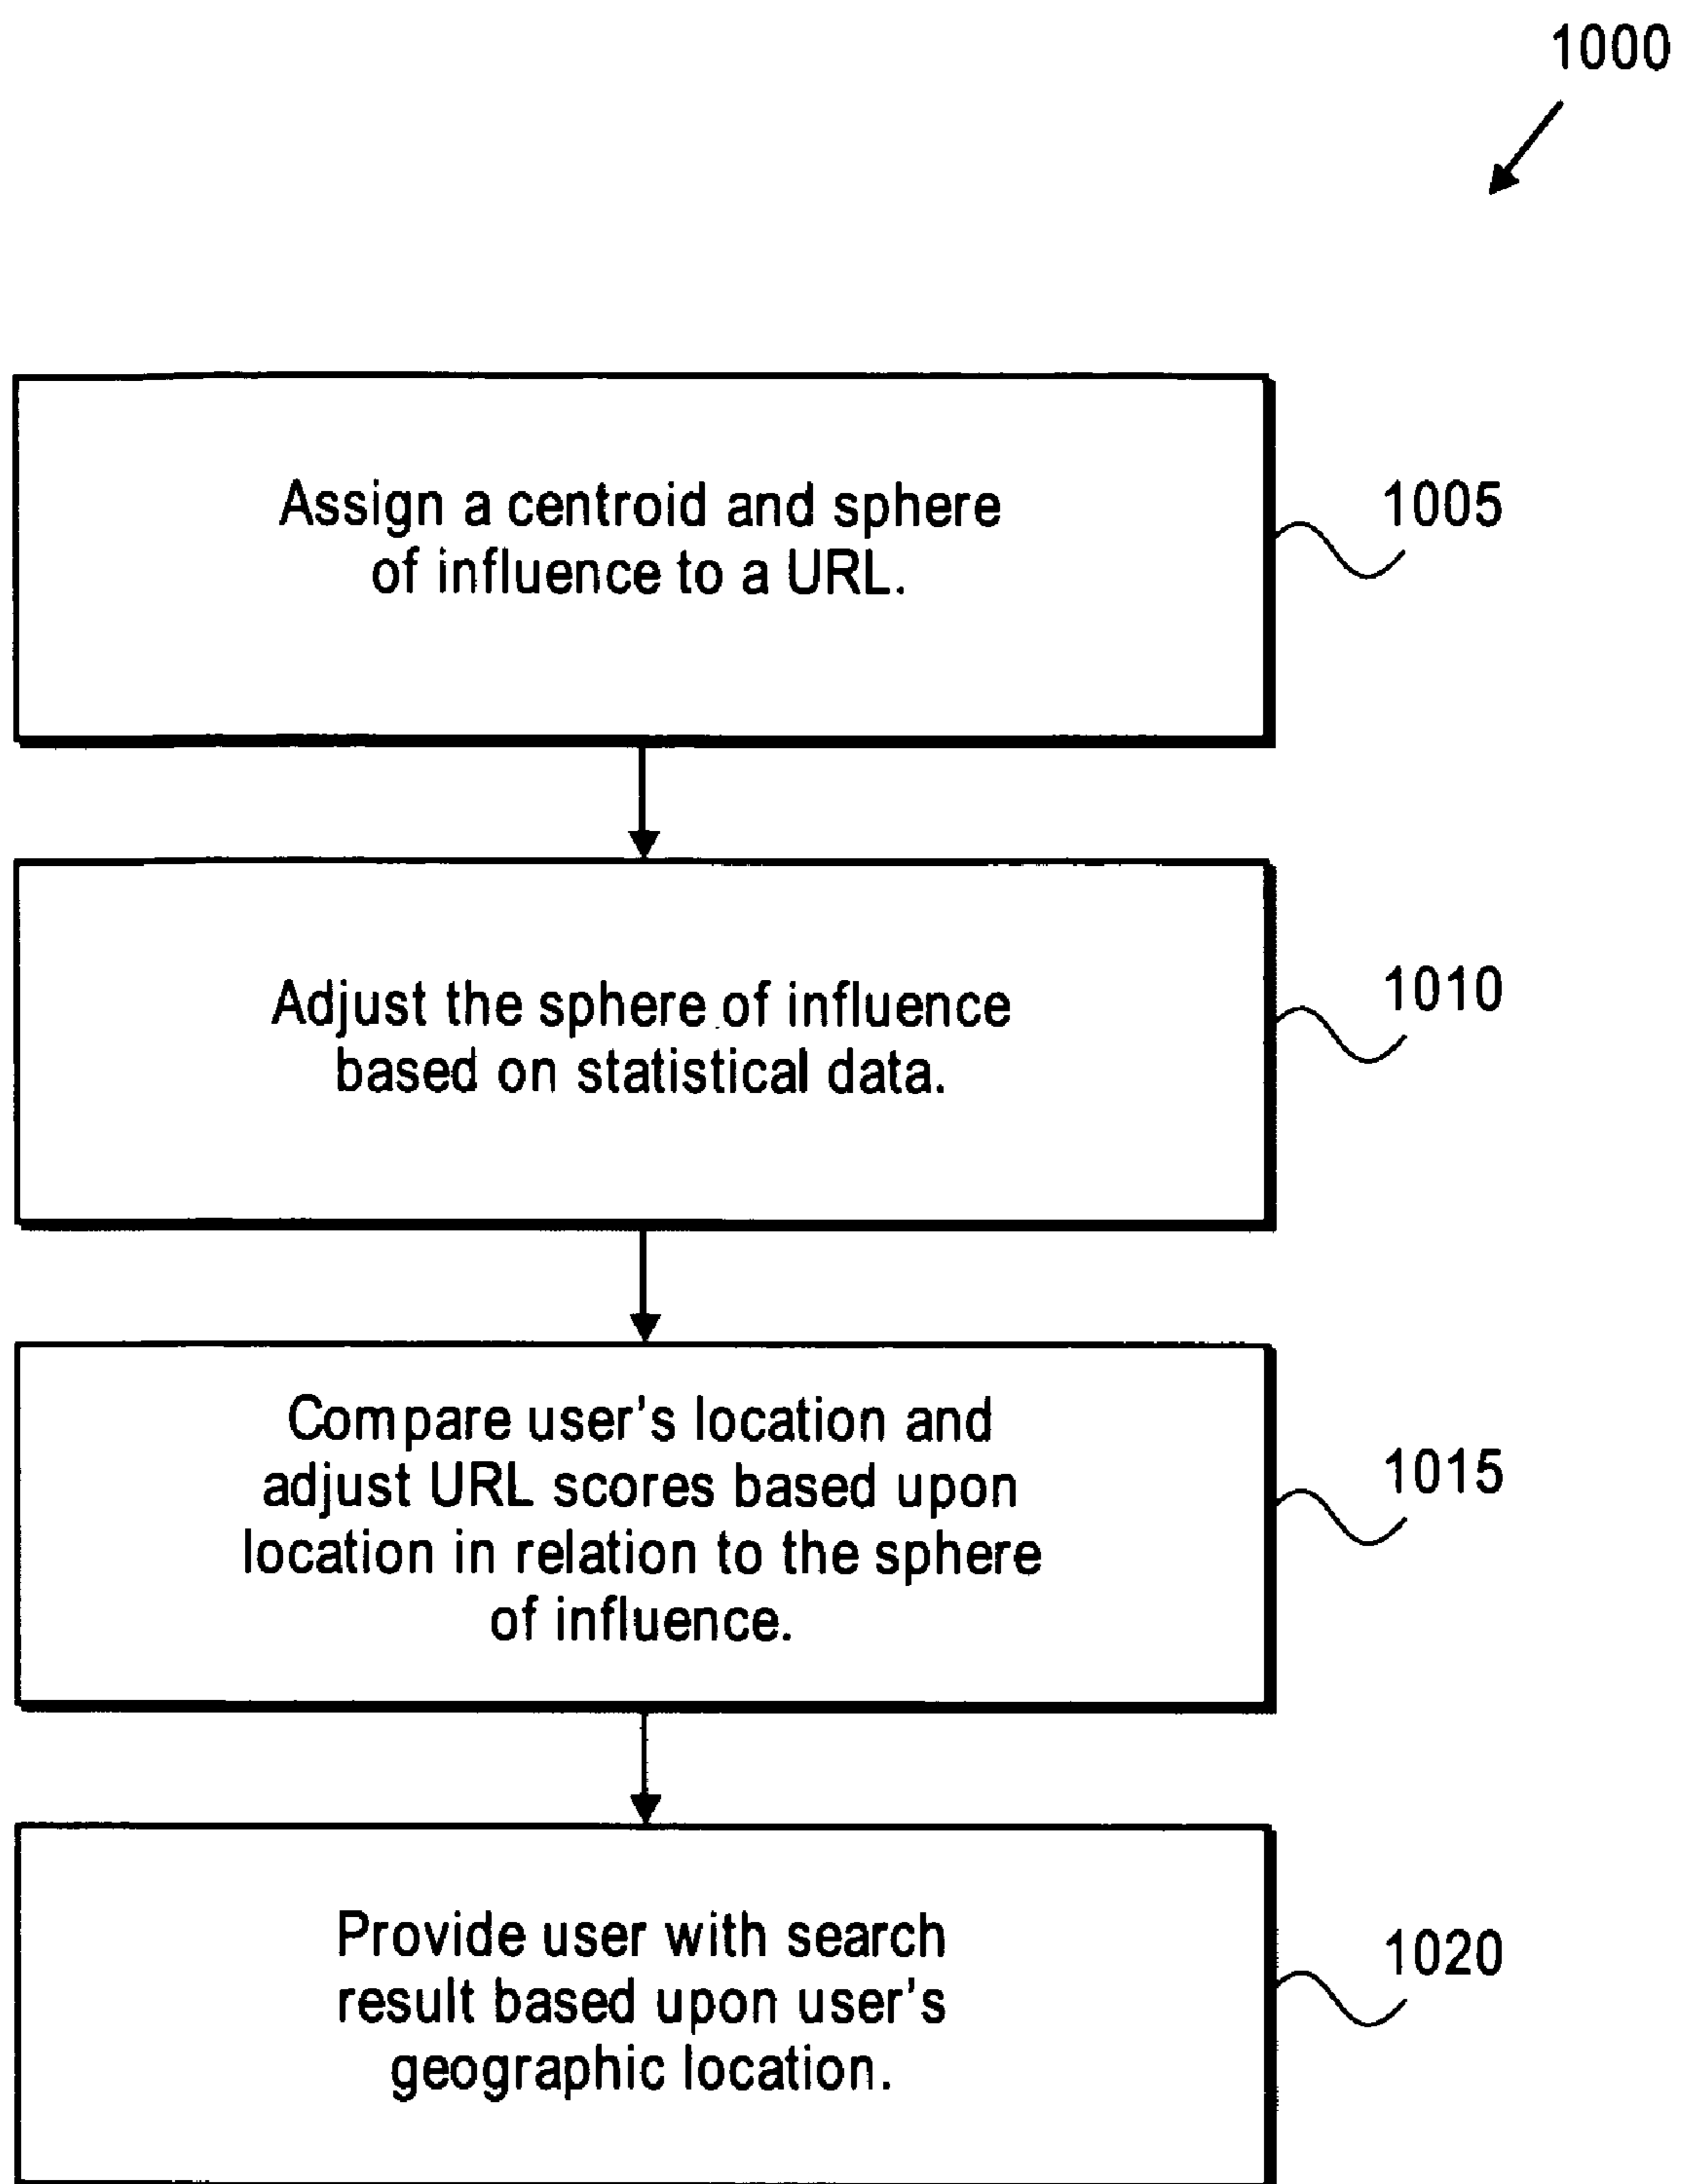 1000
Assign a centroid and sphere
of influence to a URL.
1005
Adjust the sphere of influence
based on statistical data.
1010
Compare user's location and
adjust URL scores based upon
location in relation to the sphere
of influence.
1015
Provide user with search
result based upon user's
geographic location.
1020